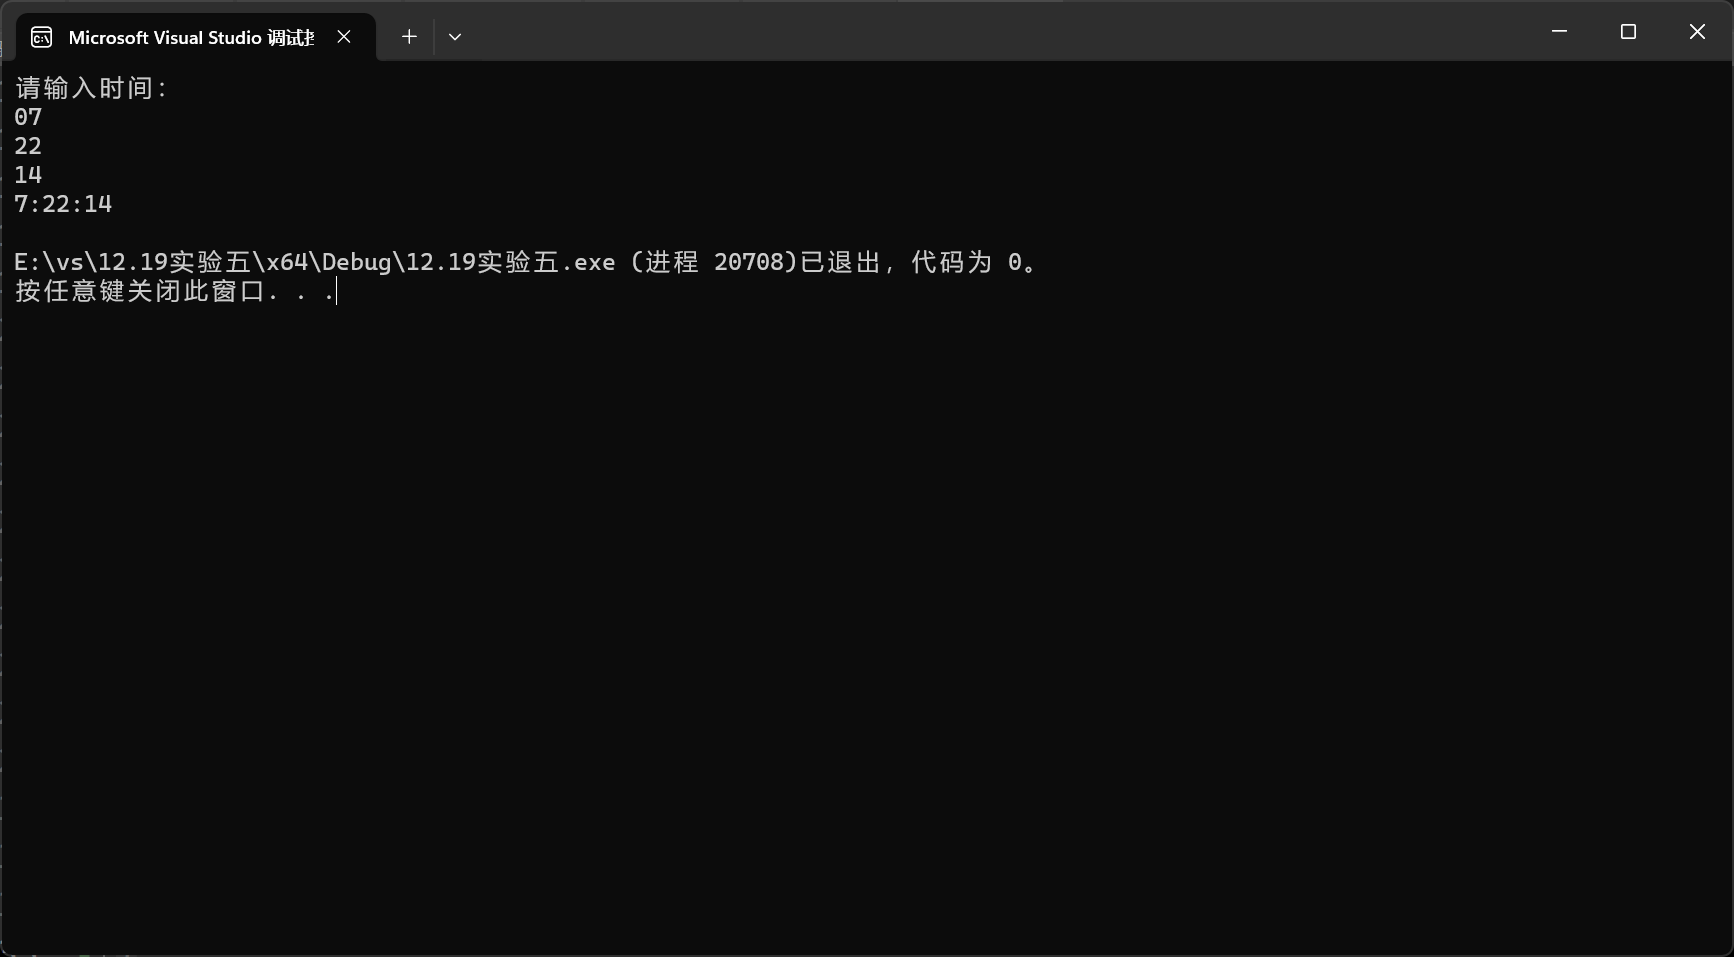 Microsoft Visual Studio 调试
请输入时间:
07
22
14
7:22:14
E:\vs\12.19实验五\x64\Debug\12.19实验五.exe (进程 20708)已退出, 代码为 0。
按任意键关闭此窗口. . .